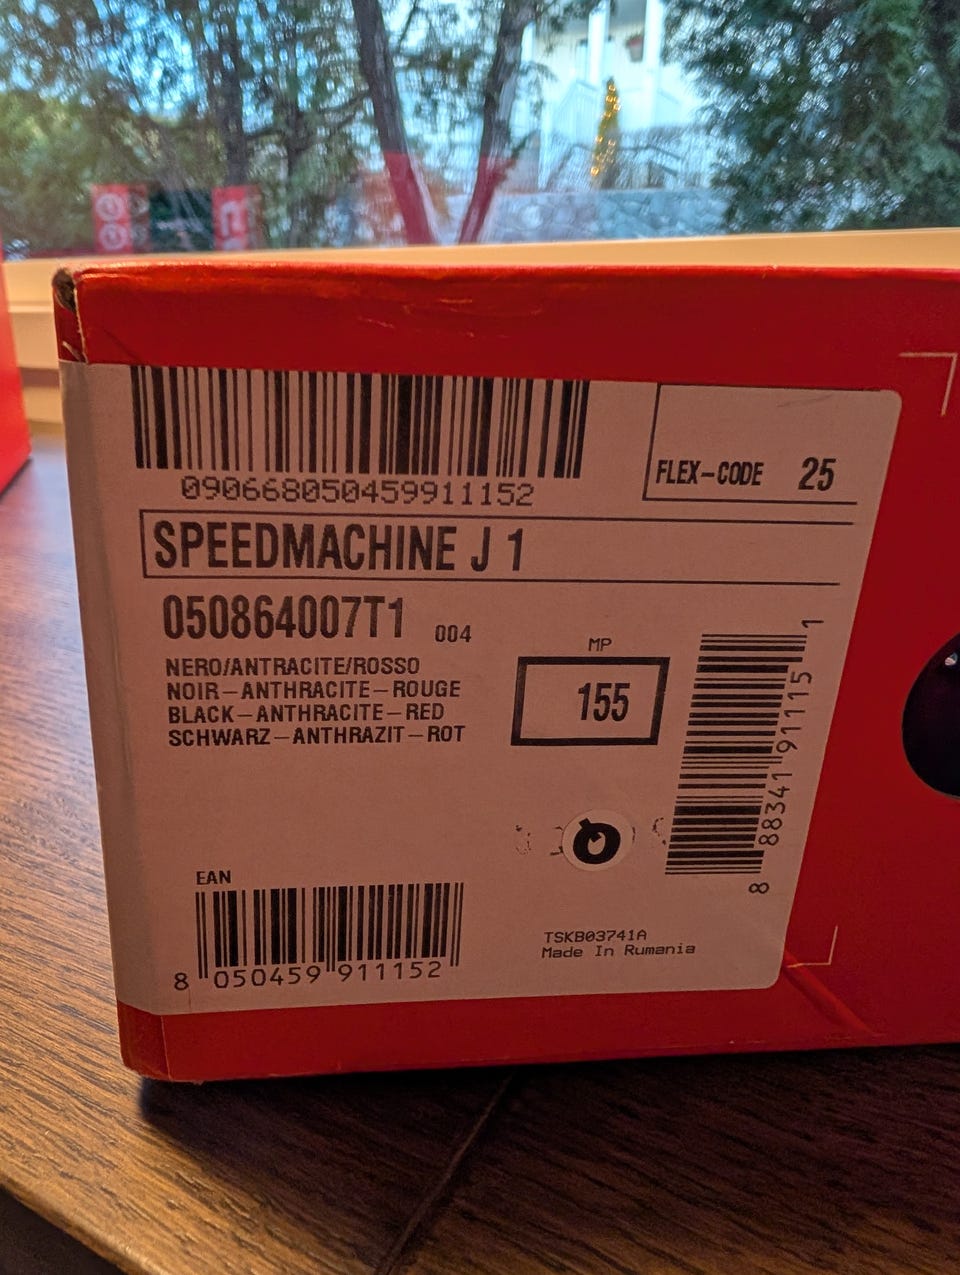 090668050459911152
FLEX-CODE 25
SPEEDMACHINE J 1
050864007T1 004
NERO/ANTRACITE/ROSSO
NOIR-ANTHRACITE-ROUGE
BLACK-ANTHRACITE-RED
SCHWARZ-ANTHRAZIT-ROT
MP
155
8 88341 91115 1
EAN
8 050459 911152
TSKB03741A
Made In Rumania